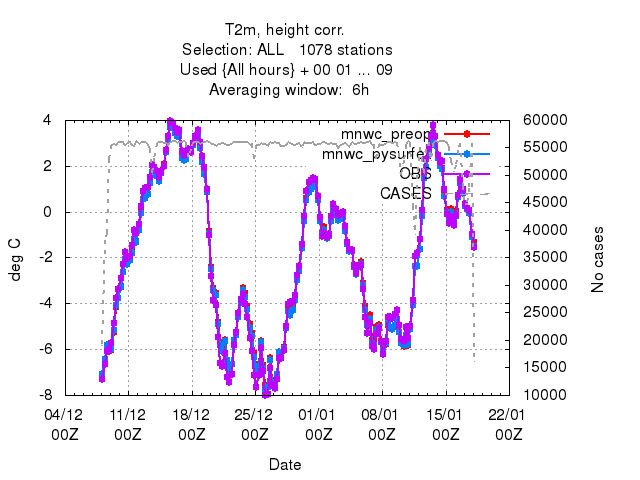 T2m, height corr.
Selection: ALL   1078 stations
Used {All hours} + 00 01 ... 09
Averaging window:  6h
4
2
0
-2
-4
-6
-8
deg C
60000
55000
50000
45000
40000
35000
30000
25000
20000
15000
10000
No cases
mnwc_preop
mnwc_pysurfex
OBS
CASES
04/12 11/12 18/12 25/12 01/01 08/01 15/01 22/01
00Z 00Z 00Z 00Z 00Z 00Z 00Z 00Z
Date